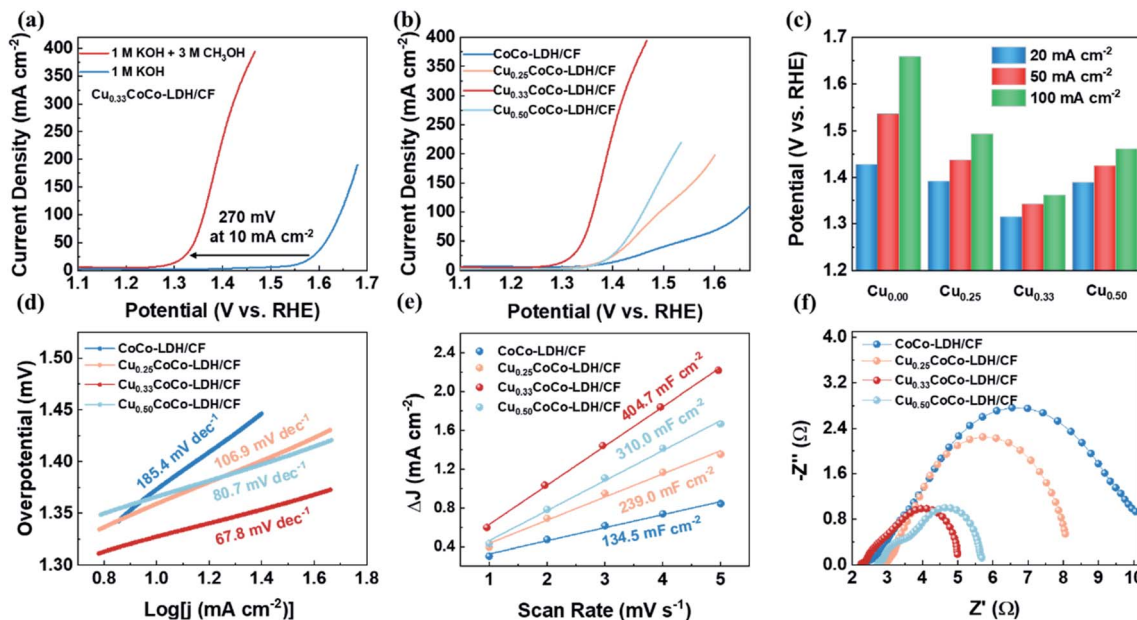 (a)
Current Density (mA cm⁻²)
400
350
300
250
200
150
100
50
0
1 M KOH + 3 M CH₃OH
1 M KOH
Cu₀.₃₃CoCo-LDH/CF
270 mV
at 10 mA cm⁻²
1.1 1.2 1.3 1.4 1.5 1.6 1.7
Potential (V vs. RHE)
(b)
Current Density (mA cm⁻²)
400
350
300
250
200
150
100
50
0
CoCo-LDH/CF
Cu₀.₂₅CoCo-LDH/CF
Cu₀.₃₃CoCo-LDH/CF
Cu₀.₅₀CoCo-LDH/CF
1.1 1.2 1.3 1.4 1.5 1.6
Potential (V vs. RHE)
(c)
Potential (V vs. RHE)
1.7
1.6
1.5
1.4
1.3
1.2
20 mA cm⁻²
50 mA cm⁻²
100 mA cm⁻²
Cu₀.₀₀ Cu₀.₂₅ Cu₀.₃₃ Cu₀.₅₀
(d)
Overpotential (mV)
1.50
1.45
1.40
1.35
1.30
CoCo-LDH/CF
Cu₀.₂₅CoCo-LDH/CF
Cu₀.₃₃CoCo-LDH/CF
Cu₀.₅₀CoCo-LDH/CF
185.4 mV dec⁻¹
106.9 mV dec⁻¹
80.7 mV dec⁻¹
67.8 mV dec⁻¹
0.8 1.0 1.2 1.4 1.6
Log[j (mA cm⁻²)]
(e)
ΔJ (mA cm⁻²)
2.4
2.0
1.6
1.2
0.8
0.4
CoCo-LDH/CF
Cu₀.₂₅CoCo-LDH/CF
Cu₀.₃₃CoCo-LDH/CF
Cu₀.₅₀CoCo-LDH/CF
404.7 mF cm⁻²
310.0 mF cm⁻²
239.0 mF cm⁻²
134.5 mF cm⁻²
1 2 3 4 5
Scan Rate (mV s⁻¹)
(f)
-Z'' (Ω)
3.6
2.7
1.8
0.9
0.0
CoCo-LDH/CF
Cu₀.₂₅CoCo-LDH/CF
Cu₀.₃₃CoCo-LDH/CF
Cu₀.₅₀CoCo-LDH/CF
2 3 4 5 6 7 8 9 10
Z' (Ω)